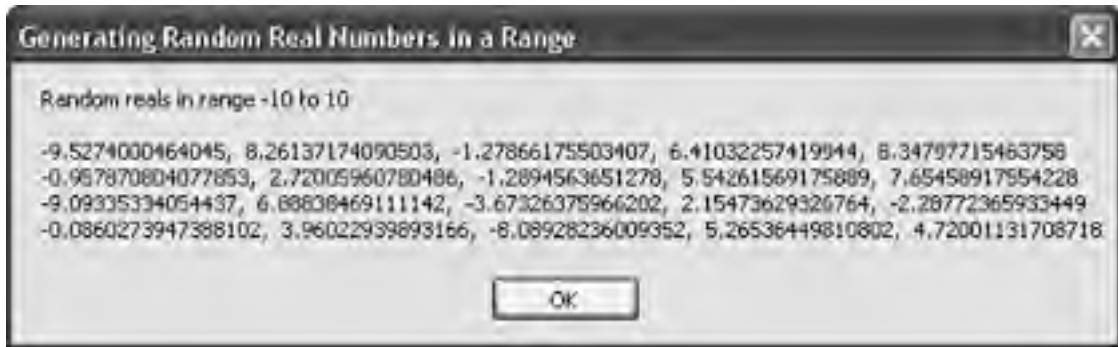 Generating Random Real Numbers in a Range
Random reals in range -10 to 10
-9.5274000464045, 8.26137174090503, -1.27866175503407, 6.41032257419944, 8.34797715463758
-0.957870804077853, 2.72005960780486, -1.2894563651278, 5.54261569175889, 7.65458917554228
-9.09335334054437, 6.88838469111142, -3.67326375966202, 2.15473629326764, -2.28772365933449
-0.0860273947388102, 3.96022939893166, -8.08928236009352, 5.26536449810802, 4.72001131708718
OK